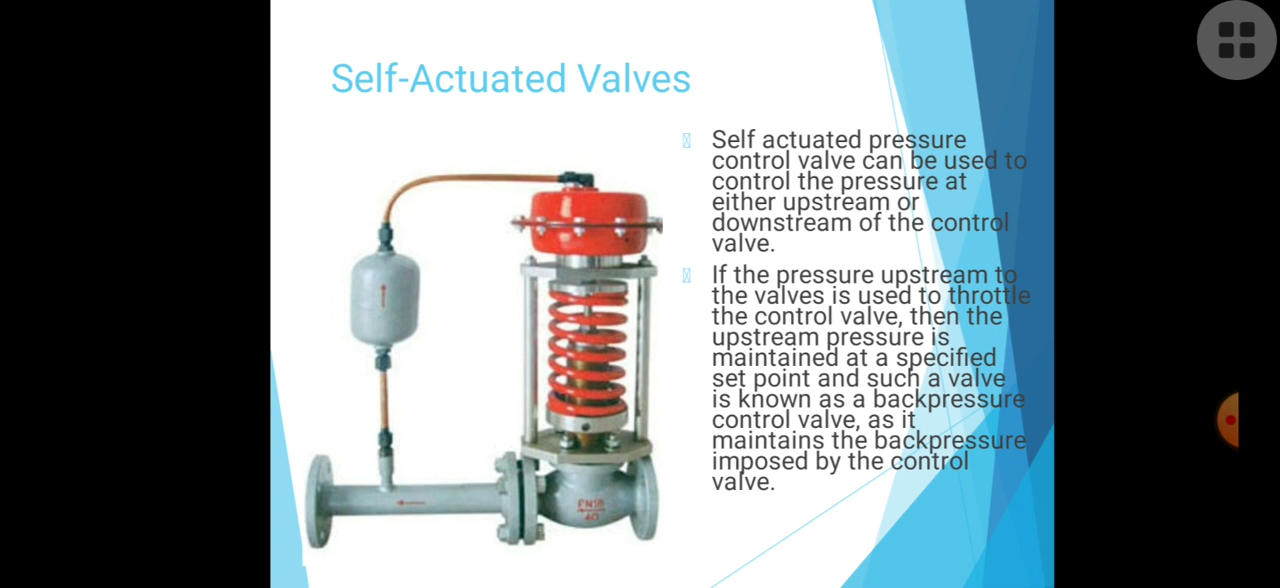 Self-Actuated Valves
Self actuated pressure
control valve can be used to
control the pressure at
either upstream or
downstream of the control
valve.
If the pressure upstream to
the valves is used to throttle
the control valve, then the
upstream pressure is
maintained at a specified
set point and such a valve
is known as a backpressure
control valve, as it
maintains the backpressure
imposed by the control
valve.
PN16
40